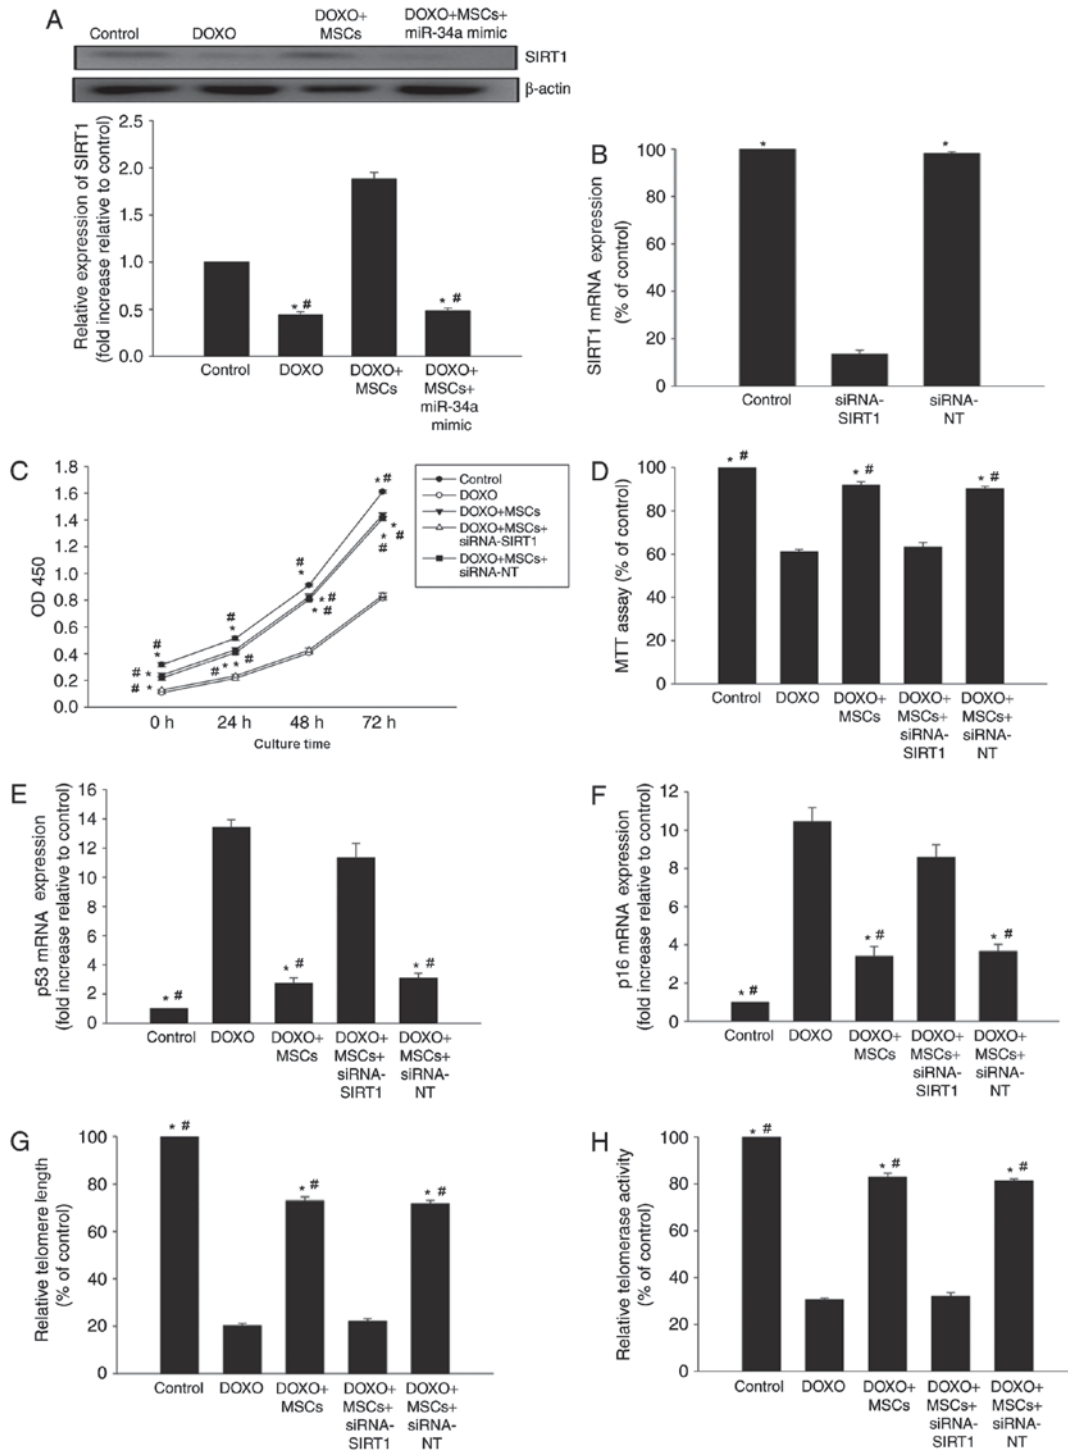 A
Control
DOXO
DOXO+
MSCs
DOXO+MSCs+
miR-34a mimic
SIRT1
β-actin
Relative expression of SIRT1
(fold increase relative to control)
2.5
2.0
1.5
1.0
0.5
0.0
* #
* #
Control
DOXO
DOXO+
MSCs
DOXO+
MSCs+
miR-34a
mimic
B
SIRT1 mRNA expression
(% of control)
100
80
60
40
20
0
*
*
Control
siRNA-
SIRT1
siRNA-
NT
C
OD 450
1.8
1.6
1.4
1.2
1.0
0.8
0.6
0.4
0.2
0.0
Control
DOXO
DOXO+MSCs
DOXO+MSCs+
siRNA-SIRT1
DOXO+MSCs+
siRNA-NT
* #
*
* #
#
#
*
* #
* #
#
*
# * * #
#
*
# *
# *
0 h
24 h
48 h
72 h
Culture time
D
MTT assay (% of control)
100
80
60
40
20
0
* #
* #
* #
Control
DOXO
DOXO+
MSCs
DOXO+
MSCs+
siRNA-
SIRT1
DOXO+
MSCs+
siRNA-
NT
E
p53 mRNA expression
(fold increase relative to control)
16
14
12
10
8
6
4
2
0
* #
* #
* #
Control
DOXO
DOXO+
MSCs
DOXO+
MSCs+
siRNA-
SIRT1
DOXO+
MSCs+
siRNA-
NT
F
p16 mRNA expression
(fold increase relative to control)
12
10
8
6
4
2
0
* #
* #
* #
Control
DOXO
DOXO+
MSCs
DOXO+
MSCs+
siRNA-
SIRT1
DOXO+
MSCs+
siRNA-
NT
G
Relative telomere length
(% of control)
100
80
60
40
20
0
* #
* #
* #
Control
DOXO
DOXO+
MSCs
DOXO+
MSCs+
siRNA-
SIRT1
DOXO+
MSCs+
siRNA-
NT
H
Relative telomerase activity
(% of control)
100
80
60
40
20
0
* #
* #
* #
Control
DOXO
DOXO+
MSCs
DOXO+
MSCs+
siRNA-
SIRT1
DOXO+
MSCs+
siRNA-
NT